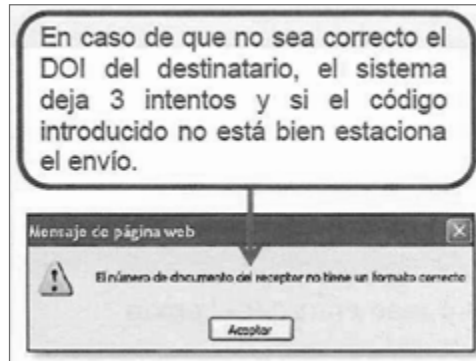 En caso de que no sea correcto el
DOI del destinatario, el sistema
deja 3 intentos y si el código
introducido no está bien estaciona
el envío.
Mensaje de página web
El número de documento del receptor no tiene un formato correcto
Aceptar